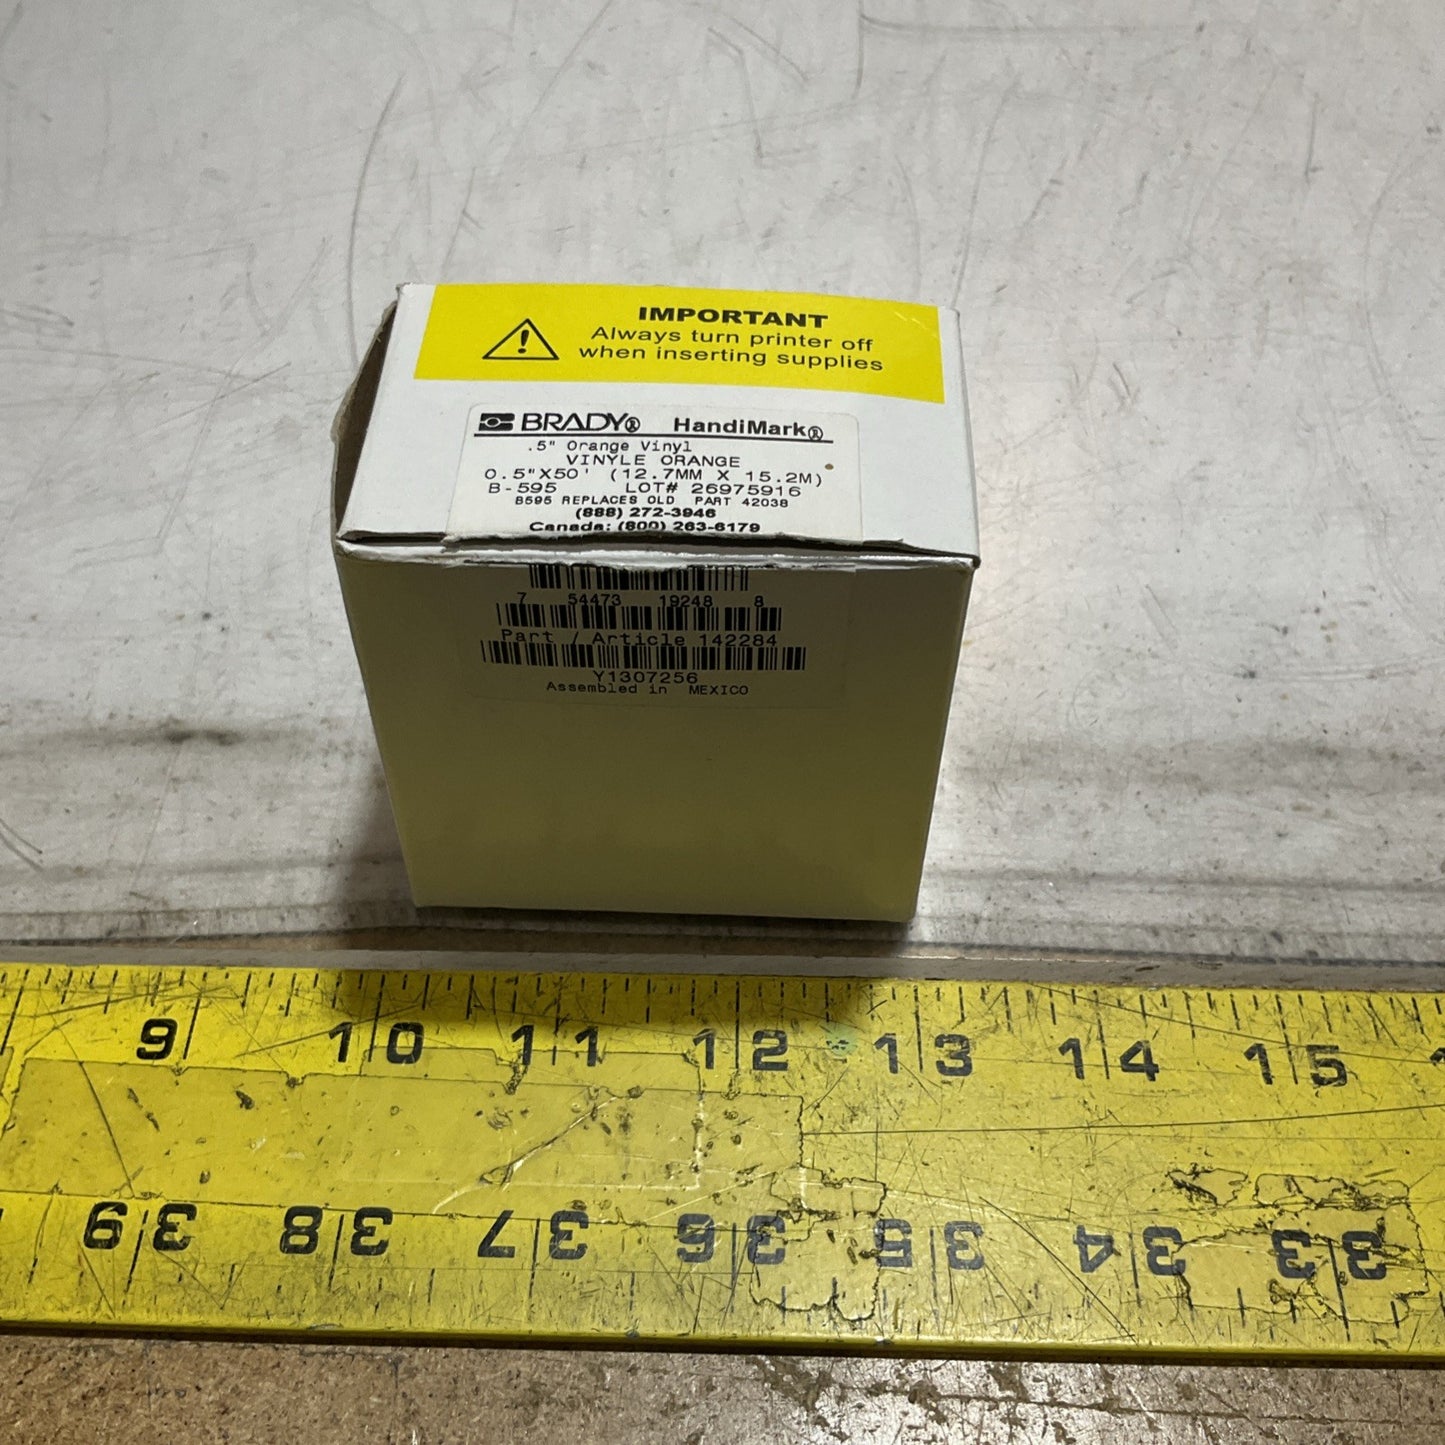 IMPORTANT
Always turn printer off
when inserting supplies
BRADY® HandiMark®
.5" Orange Vinyl
VINYLE ORANGE
0.5"X50' (12.7MM X 15.2M)
B-595 LOT# 26975916
B595 REPLACES OLD PART 42038
(888) 272-3946
Canada: (800) 263-6179
7 54473 19248 8
Part / Article 142284
Y1307256
Assembled in MEXICO
9 10 11 12 13 14 15
39 38 37 36 35 34 33